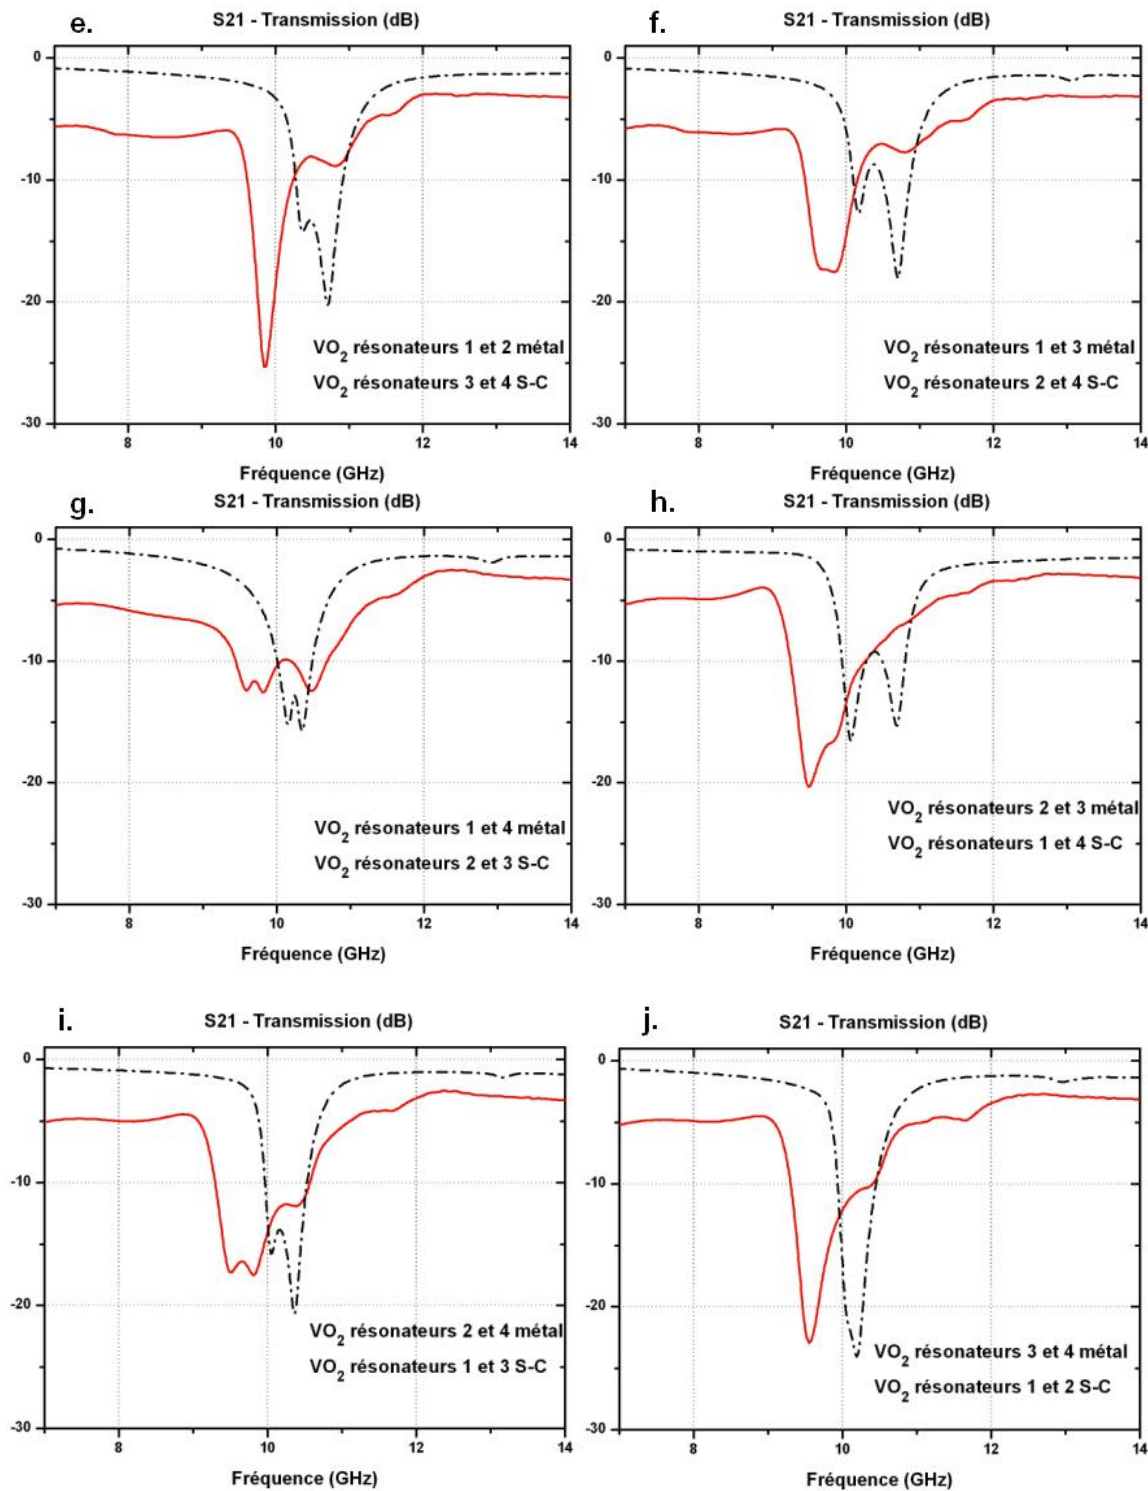 e.
S21 - Transmission (dB)
0
-10
-20
-30
8
10
12
14
VO2 résonateurs 1 et 2 métal
VO2 résonateurs 3 et 4 S-C
Fréquence (GHz)
f.
S21 - Transmission (dB)
0
-10
-20
-30
8
10
12
14
VO2 résonateurs 1 et 3 métal
VO2 résonateurs 2 et 4 S-C
Fréquence (GHz)
g.
S21 - Transmission (dB)
0
-10
-20
-30
8
10
12
14
VO2 résonateurs 1 et 4 métal
VO2 résonateurs 2 et 3 S-C
Fréquence (GHz)
h.
S21 - Transmission (dB)
0
-10
-20
-30
8
10
12
14
VO2 résonateurs 2 et 3 métal
VO2 résonateurs 1 et 4 S-C
Fréquence (GHz)
i.
S21 - Transmission (dB)
0
-10
-20
-30
8
10
12
14
VO2 résonateurs 2 et 4 métal
VO2 résonateurs 1 et 3 S-C
Fréquence (GHz)
j.
S21 - Transmission (dB)
0
-10
-20
-30
8
10
12
14
VO2 résonateurs 3 et 4 métal
VO2 résonateurs 1 et 2 S-C
Fréquence (GHz)